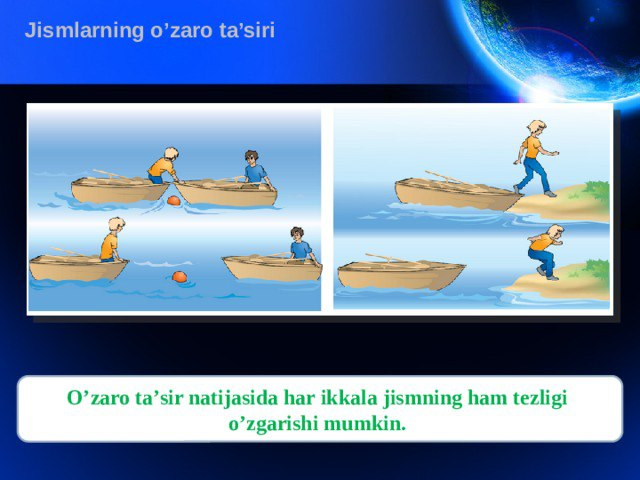 Jismlarning o’zaro ta’siri
O’zaro ta’sir natijasida har ikkala jismning ham tezligi
o’zgarishi mumkin.